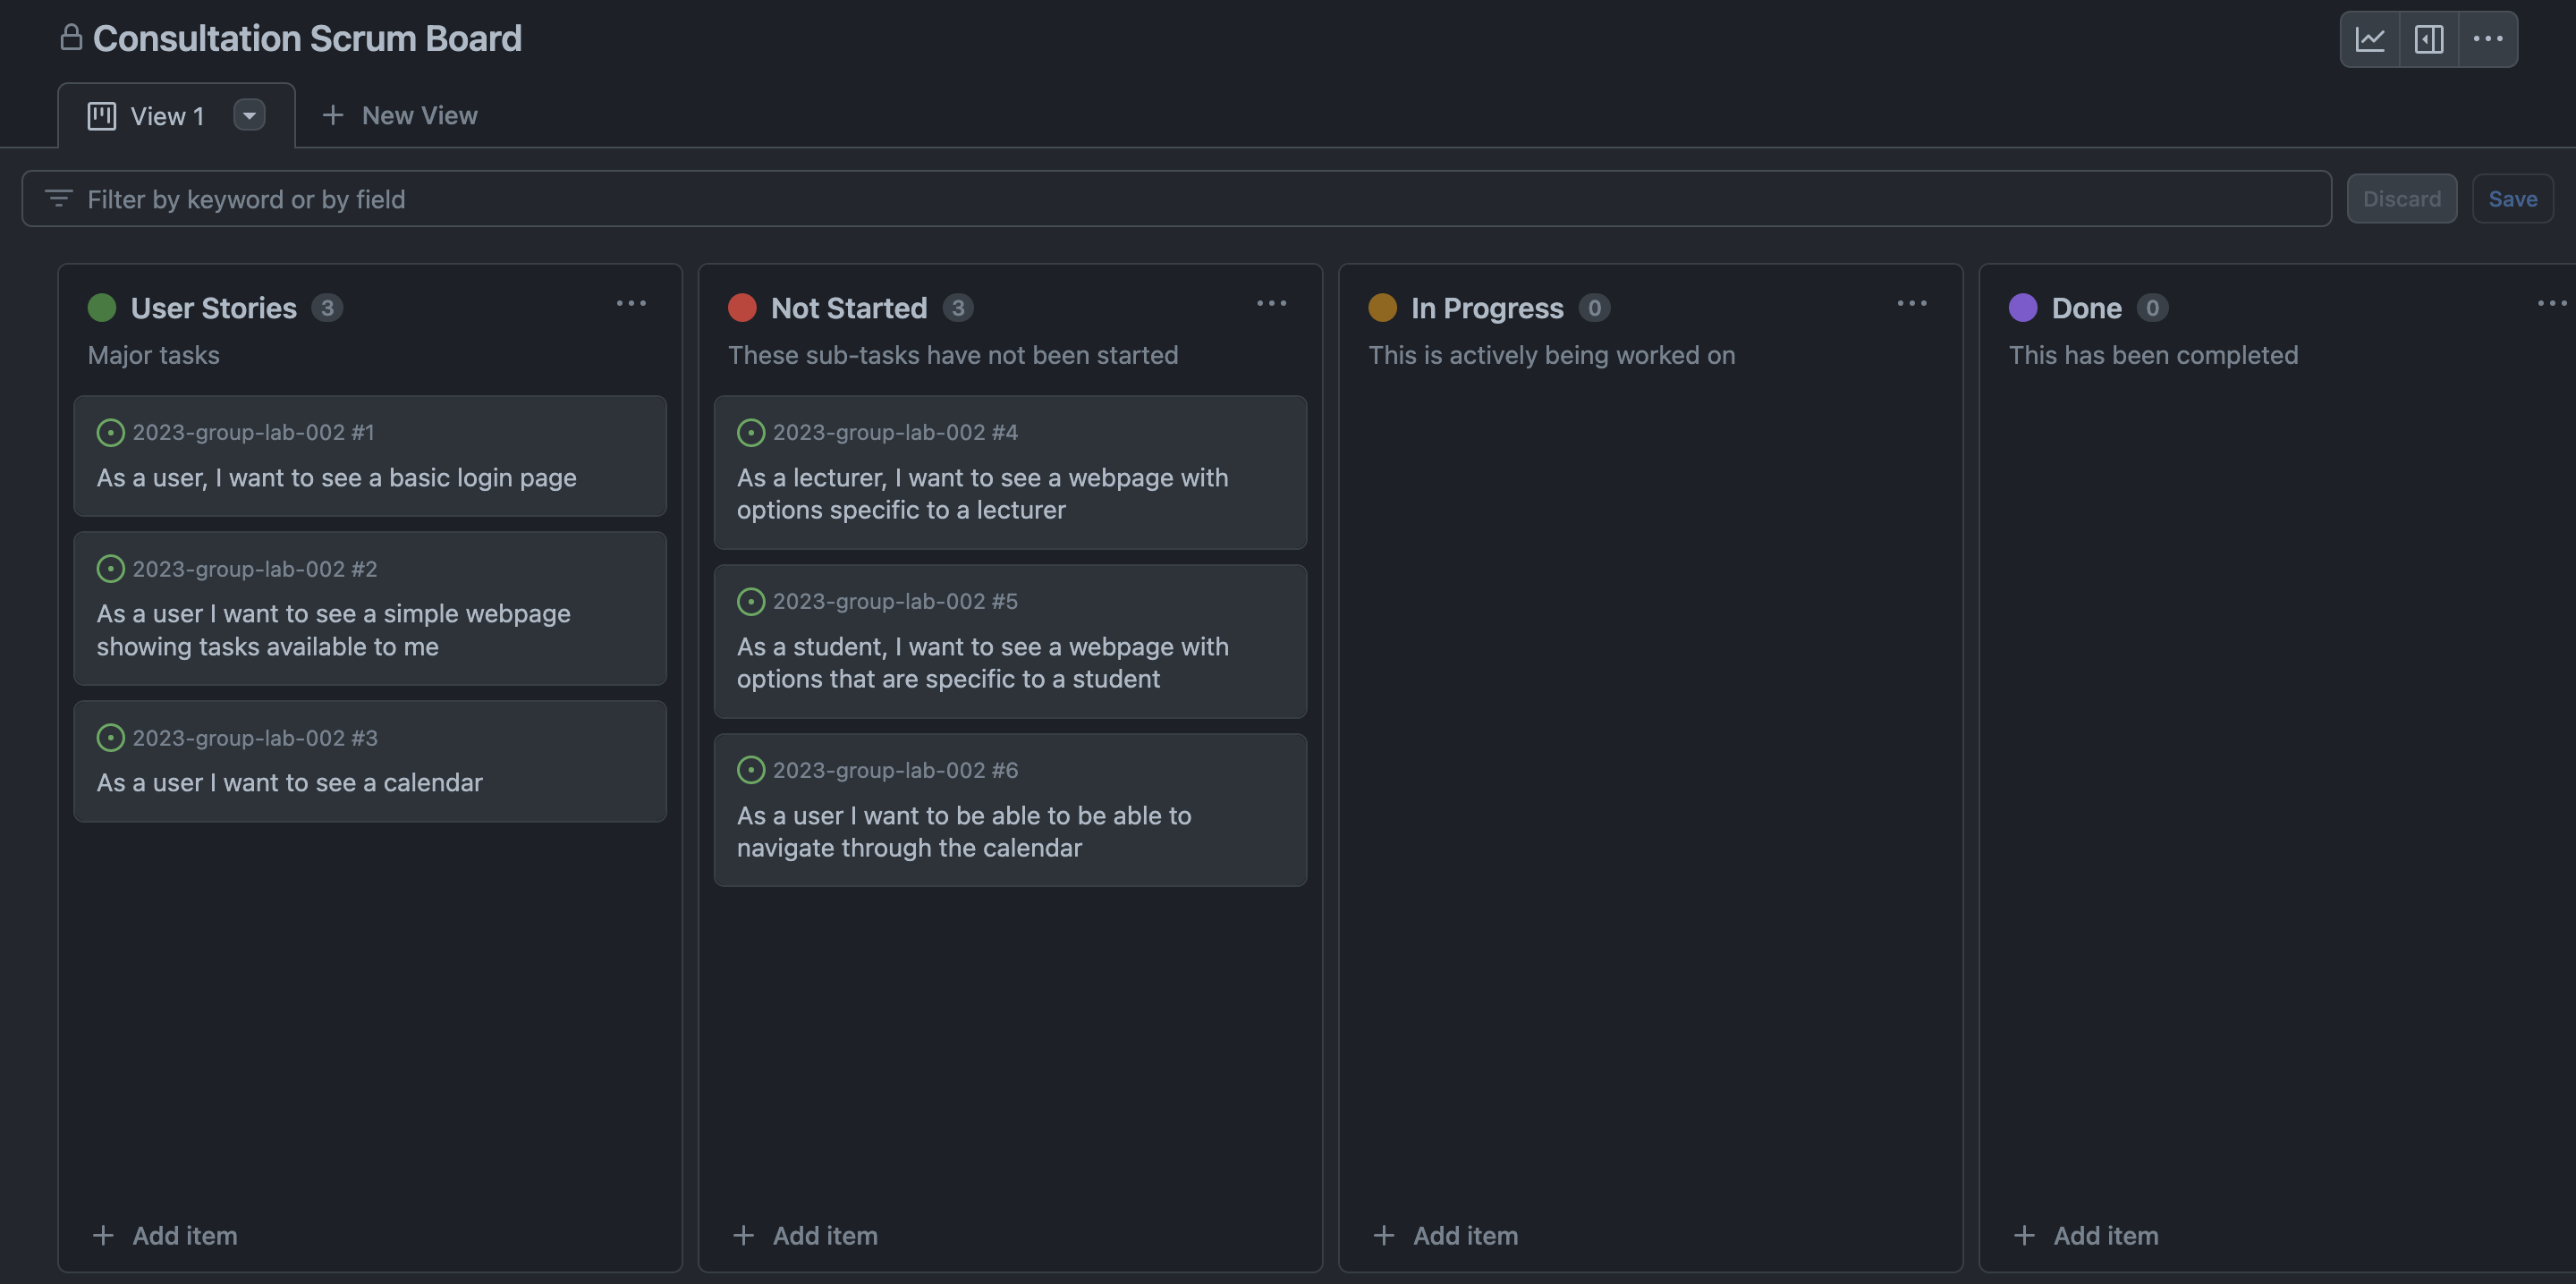 Consultation Scrum Board
View 1
New View
Filter by keyword or by field
Discard
Save
User Stories 3
Major tasks
2023-group-lab-002 #1
As a user, I want to see a basic login page
2023-group-lab-002 #2
As a user I want to see a simple webpage
showing tasks available to me
2023-group-lab-002 #3
As a user I want to see a calendar
Add item
Not Started 3
These sub-tasks have not been started
2023-group-lab-002 #4
As a lecturer, I want to see a webpage with
options specific to a lecturer
2023-group-lab-002 #5
As a student, I want to see a webpage with
options that are specific to a student
2023-group-lab-002 #6
As a user I want to be able to be able to
navigate through the calendar
Add item
In Progress 0
This is actively being worked on
Add item
Done 0
This has been completed
Add item